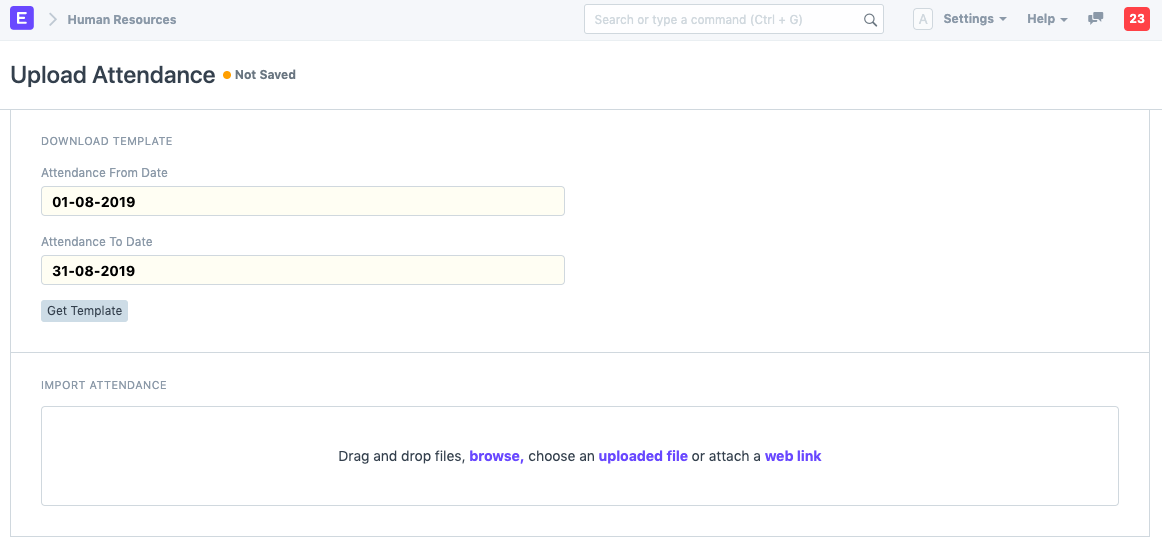 E Human Resources Search or type a command (Ctrl + G) A Settings Help 23
Upload Attendance Not Saved
DOWNLOAD TEMPLATE
Attendance From Date
01-08-2019
Attendance To Date
31-08-2019
Get Template
IMPORT ATTENDANCE
Drag and drop files, browse, choose an uploaded file or attach a web link